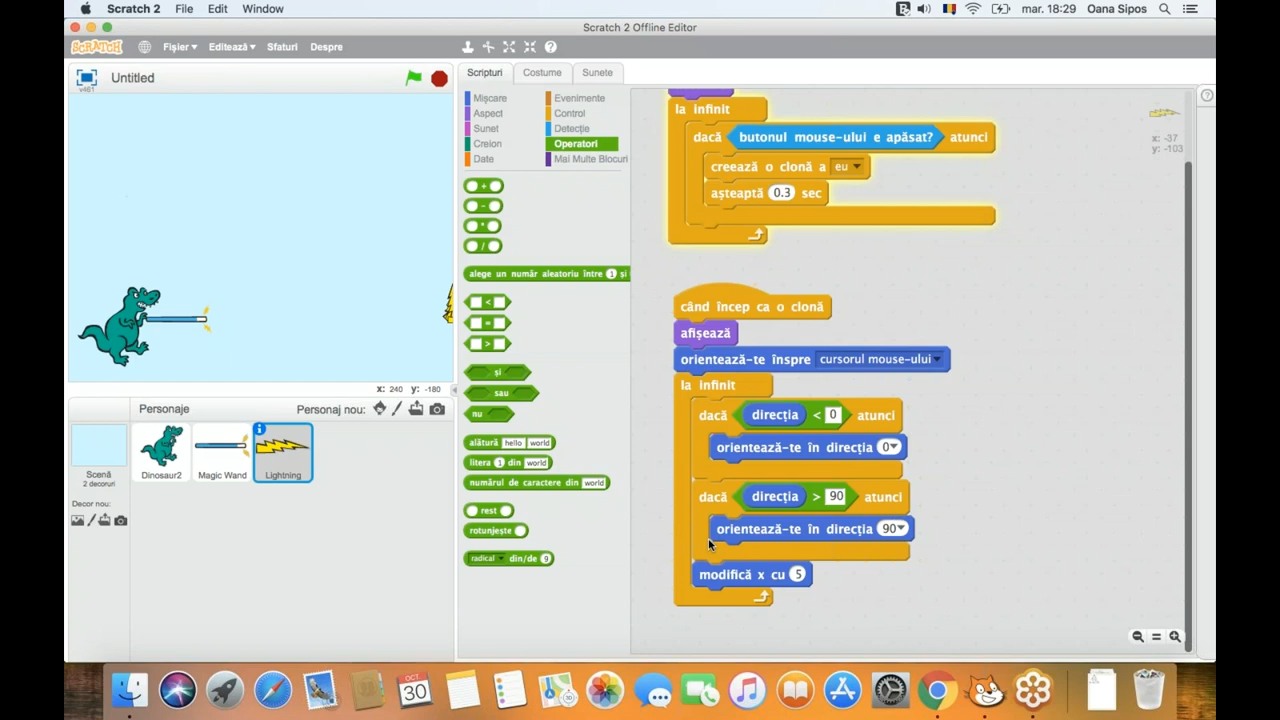 Scratch 2 File Edit Window mar. 18:29 Oana Sipos
Scratch 2 Offline Editor
SCRATCH Fișier Editează Sfaturi Despre
Untitled
v461
Scripturi Costume Sunete
Mișcare Evenimente
Aspect Control
Sunet Detecție
Creion Operatori
Date Mai Multe Blocuri
+
-
*
/
alege un număr aleatoriu între 1 și
<
=
>
și
sau
nu
alătură hello world
litera 1 din world
numărul de caractere din world
rest
rotunjește
radical din/de 9
la infinit
dacă butonul mouse-ului e apăsat? atunci
creează o clonă a eu
așteaptă 0.3 sec
când încep ca o clonă
afișează
orientează-te înspre cursorul mouse-ului
la infinit
dacă direcția < 0 atunci
orientează-te în direcția 0
dacă direcția > 90 atunci
orientează-te în direcția 90
modifică x cu 5
x: -37
y: -103
x: 240 y: -180
Personaje Personaj nou:
Scenă
2 decoruri
Decor nou:
Dinosaur2 Magic Wand Lightning
OCT
30